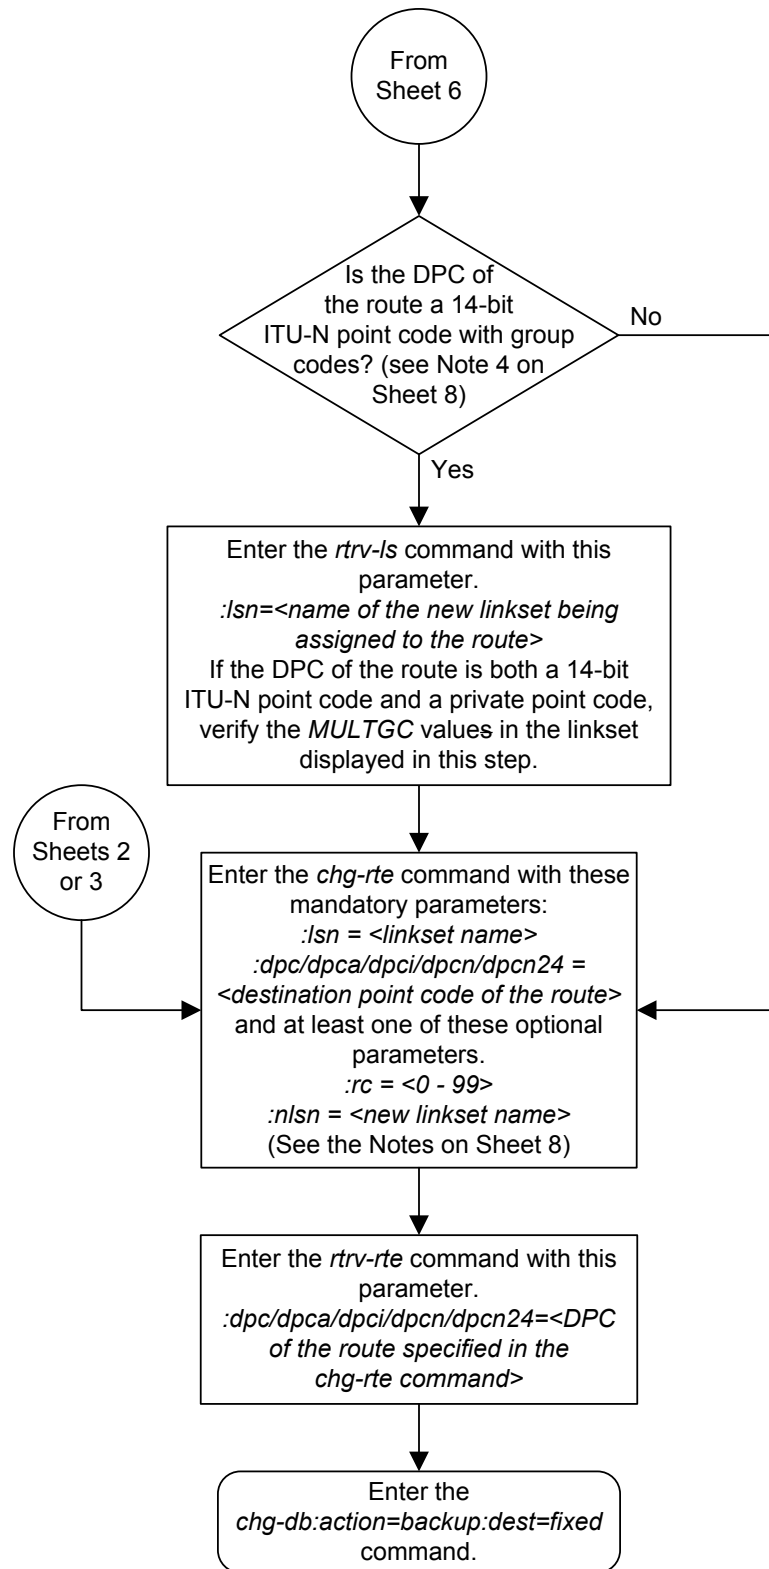 From
Sheet 6
Is the DPC of
the route a 14-bit
ITU-N point code with group
codes? (see Note 4 on
Sheet 8)
No
Yes
Enter the rtrv-ls command with this
parameter.
:lsn=<name of the new linkset being
assigned to the route>
If the DPC of the route is both a 14-bit
ITU-N point code and a private point code,
verify the MULTGC values in the linkset
displayed in this step.
From
Sheets 2
or 3
Enter the chg-rte command with these
mandatory parameters:
:lsn = <linkset name>
:dpc/dpca/dpci/dpcn/dpcn24 =
<destination point code of the route>
and at least one of these optional
parameters.
:rc = <0 - 99>
:nlsn = <new linkset name>
(See the Notes on Sheet 8)
Enter the rtrv-rte command with this
parameter.
:dpc/dpca/dpci/dpcn/dpcn24=<DPC
of the route specified in the
chg-rte command>
Enter the
chg-db:action=backup:dest=fixed
command.